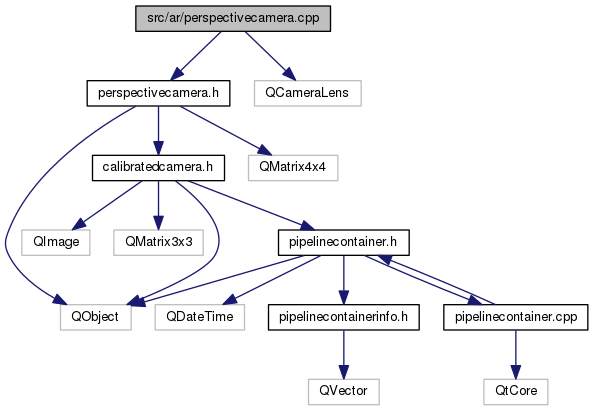 src/ar/perspectivecamera.cpp
perspectivecamera.h
QCameraLens
calibratedcamera.h
QMatrix4x4
QImage
QMatrix3x3
pipelinecontainer.h
QObject
QDateTime
pipelinecontainerinfo.h
pipelinecontainer.cpp
QVector
QtCore